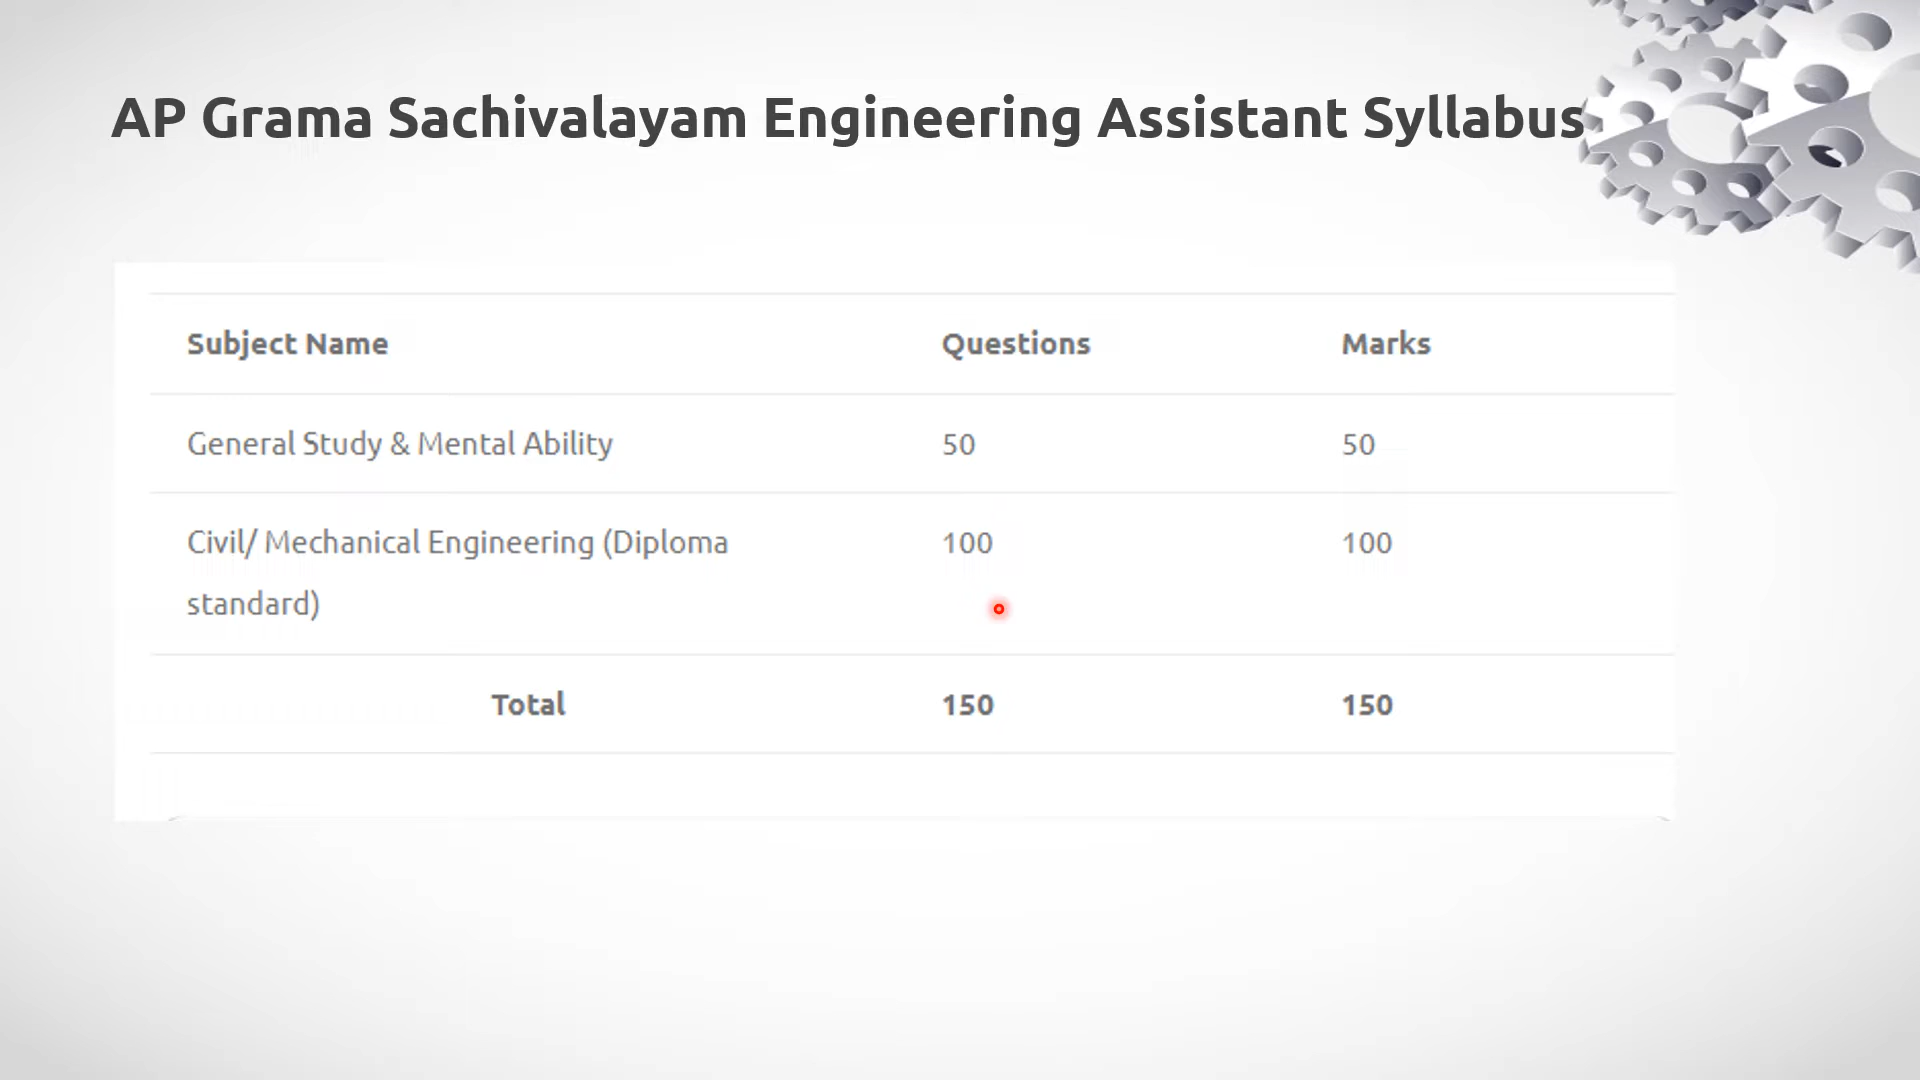 AP Grama Sachivalayam Engineering Assistant Syllabus
Subject Name Questions Marks
General Study & Mental Ability 50 50
Civil/ Mechanical Engineering (Diploma 100 100
standard)
Total 150 150